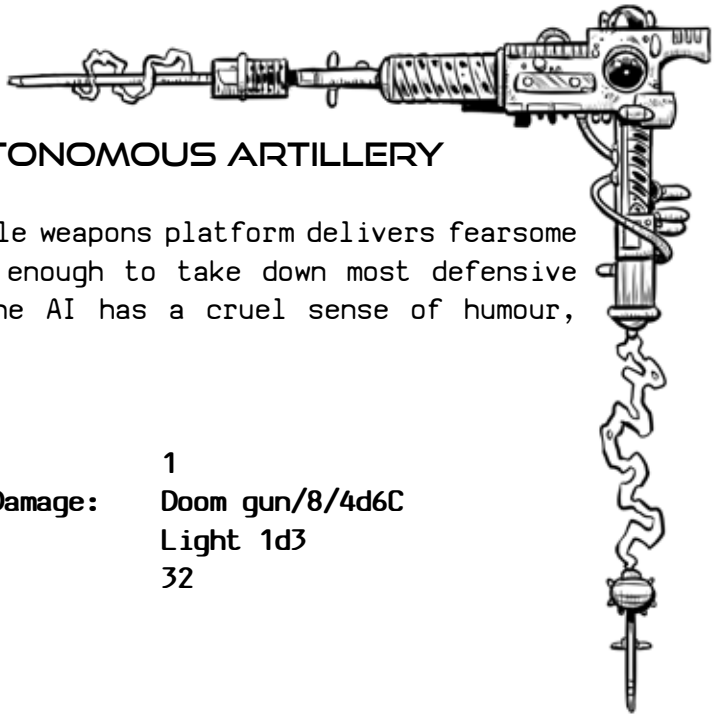 TONOMOUS ARTILLERY
le weapons platform delivers fearsome
enough to take down most defensive
ne AI has a cruel sense of humour,
1
Damage: Doom gun/8/4d6C
Light 1d3
32